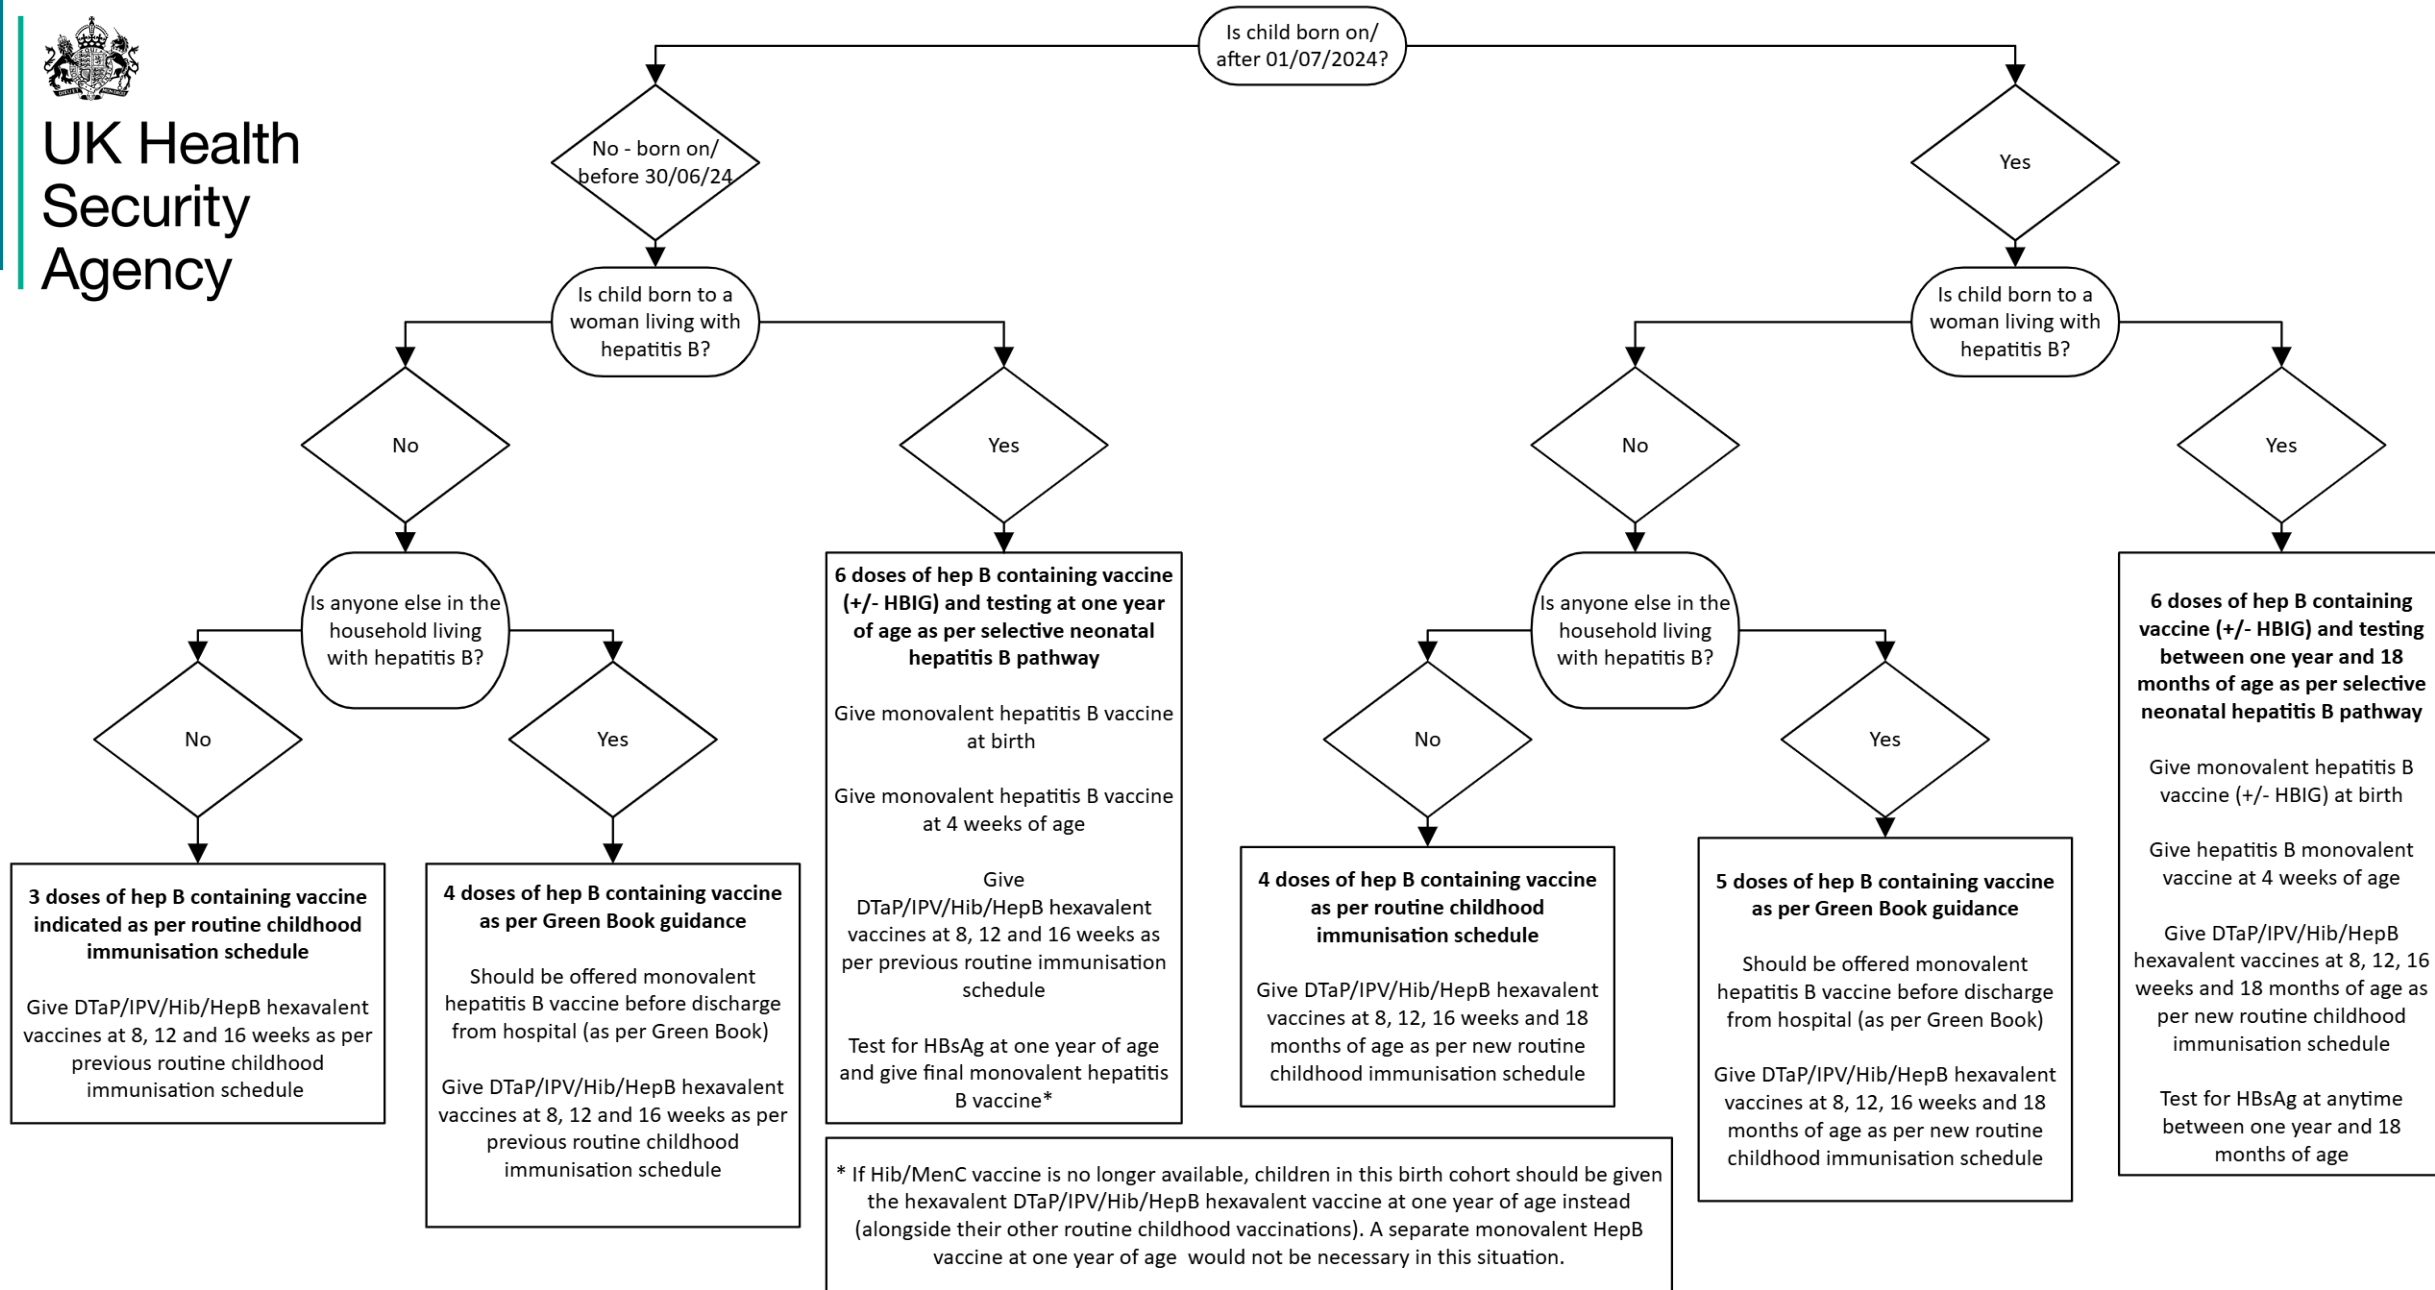 UK Health
Security
Agency
Is child born on/
after 01/07/2024?
No - born on/
before 30/06/24
Yes
Is child born to a
woman living with
hepatitis B?
Is child born to a
woman living with
hepatitis B?
No
Yes
No
Yes
Is anyone else in the
household living
with hepatitis B?
Is anyone else in the
household living
with hepatitis B?
No
Yes
No
Yes
3 doses of hep B containing vaccine
indicated as per routine childhood
immunisation schedule
Give DTaP/IPV/Hib/HepB hexavalent
vaccines at 8, 12 and 16 weeks as per
previous routine childhood
immunisation schedule
4 doses of hep B containing vaccine
as per Green Book guidance
Should be offered monovalent
hepatitis B vaccine before discharge
from hospital (as per Green Book)
Give DTaP/IPV/Hib/HepB hexavalent
vaccines at 8, 12 and 16 weeks as per
previous routine childhood
immunisation schedule
6 doses of hep B containing vaccine
(+/- HBIG) and testing at one year
of age as per selective neonatal
hepatitis B pathway
Give monovalent hepatitis B vaccine
at birth
Give monovalent hepatitis B vaccine
at 4 weeks of age
Give
DTaP/IPV/Hib/HepB hexavalent
vaccines at 8, 12 and 16 weeks as
per previous routine immunisation
schedule
Test for HBsAg at one year of age
and give final monovalent hepatitis
B vaccine*
4 doses of hep B containing vaccine
as per routine childhood
immunisation schedule
Give DTaP/IPV/Hib/HepB hexavalent
vaccines at 8, 12, 16 weeks and 18
months of age as per new routine
childhood immunisation schedule
5 doses of hep B containing vaccine
as per Green Book guidance
Should be offered monovalent
hepatitis B vaccine before discharge
from hospital (as per Green Book)
Give DTaP/IPV/Hib/HepB hexavalent
vaccines at 8, 12, 16 weeks and 18
months of age as per new routine
childhood immunisation schedule
6 doses of hep B containing
vaccine (+/- HBIG) and testing
between one year and 18
months of age as per selective
neonatal hepatitis B pathway
Give monovalent hepatitis B
vaccine (+/- HBIG) at birth
Give hepatitis B monovalent
vaccine at 4 weeks of age
Give DTaP/IPV/Hib/HepB
hexavalent vaccines at 8, 12, 16
weeks and 18 months of age as
per new routine childhood
immunisation schedule
Test for HBsAg at anytime
between one year and 18
months of age
* If Hib/MenC vaccine is no longer available, children in this birth cohort should be given
the hexavalent DTaP/IPV/Hib/HepB hexavalent vaccine at one year of age instead
(alongside their other routine childhood vaccinations). A separate monovalent HepB
vaccine at one year of age  would not be necessary in this situation.